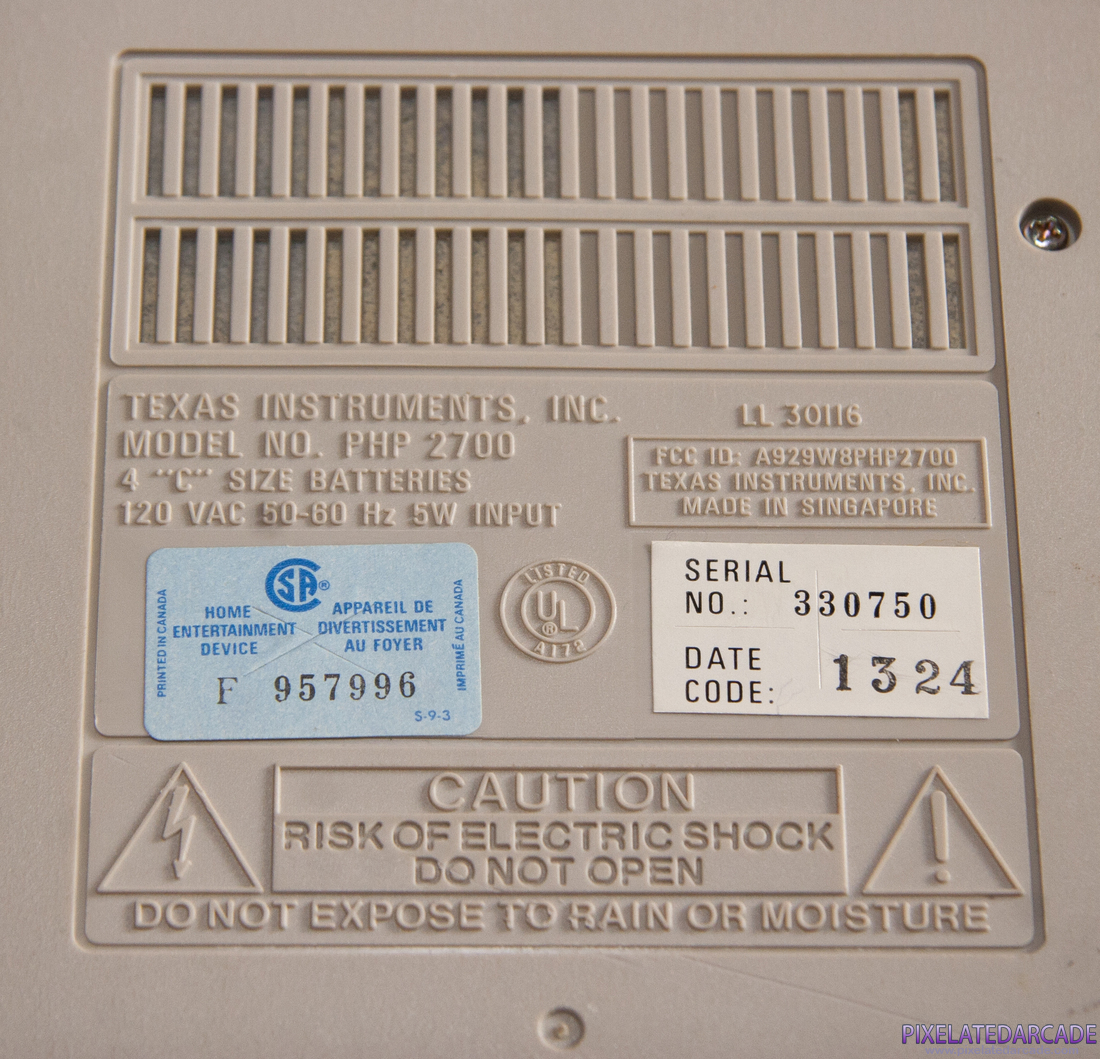 TEXAS INSTRUMENTS, INC.
MODEL NO. PHP 2700
4 "C" SIZE BATTERIES
120 VAC 50-60 Hz 5W INPUT
LL 30116
FCC ID: A929W8PHP2700
TEXAS INSTRUMENTS, INC.
MADE IN SINGAPORE
PRINTED IN CANADA
SA®
HOME
ENTERTAINMENT
DEVICE
APPAREIL DE
DIVERTISSEMENT
AU FOYER
IMPRIMÉ AU CANADA
F 957996
S-9-3
LISTED
UL®
A178
SERIAL
NO.: 330750
DATE
CODE: 1324
CAUTION
RISK OF ELECTRIC SHOCK
DO NOT OPEN
!
DO NOT EXPOSE TO RAIN OR MOISTURE
PIXELATEDARCADE